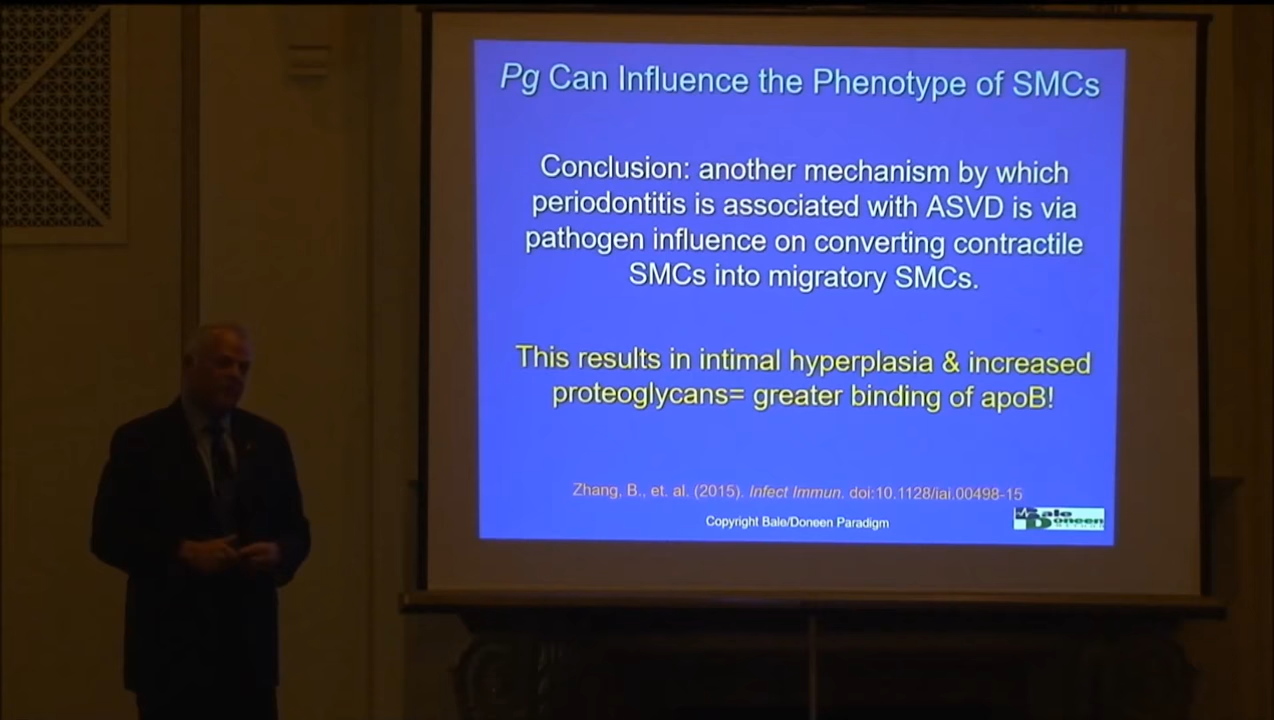 Pg Can Influence the Phenotype of SMCs
Conclusion: another mechanism by which
periodontitis is associated with ASVD is via
pathogen influence on converting contractile
SMCs into migratory SMCs.
This results in intimal hyperplasia & increased
proteoglycans= greater binding of apoB!
Zhang, B., et. al. (2015). Infect Immun. doi:10.1128/iai.00498-15
Copyright Bale/Doneen Paradigm
Bale
Doneen